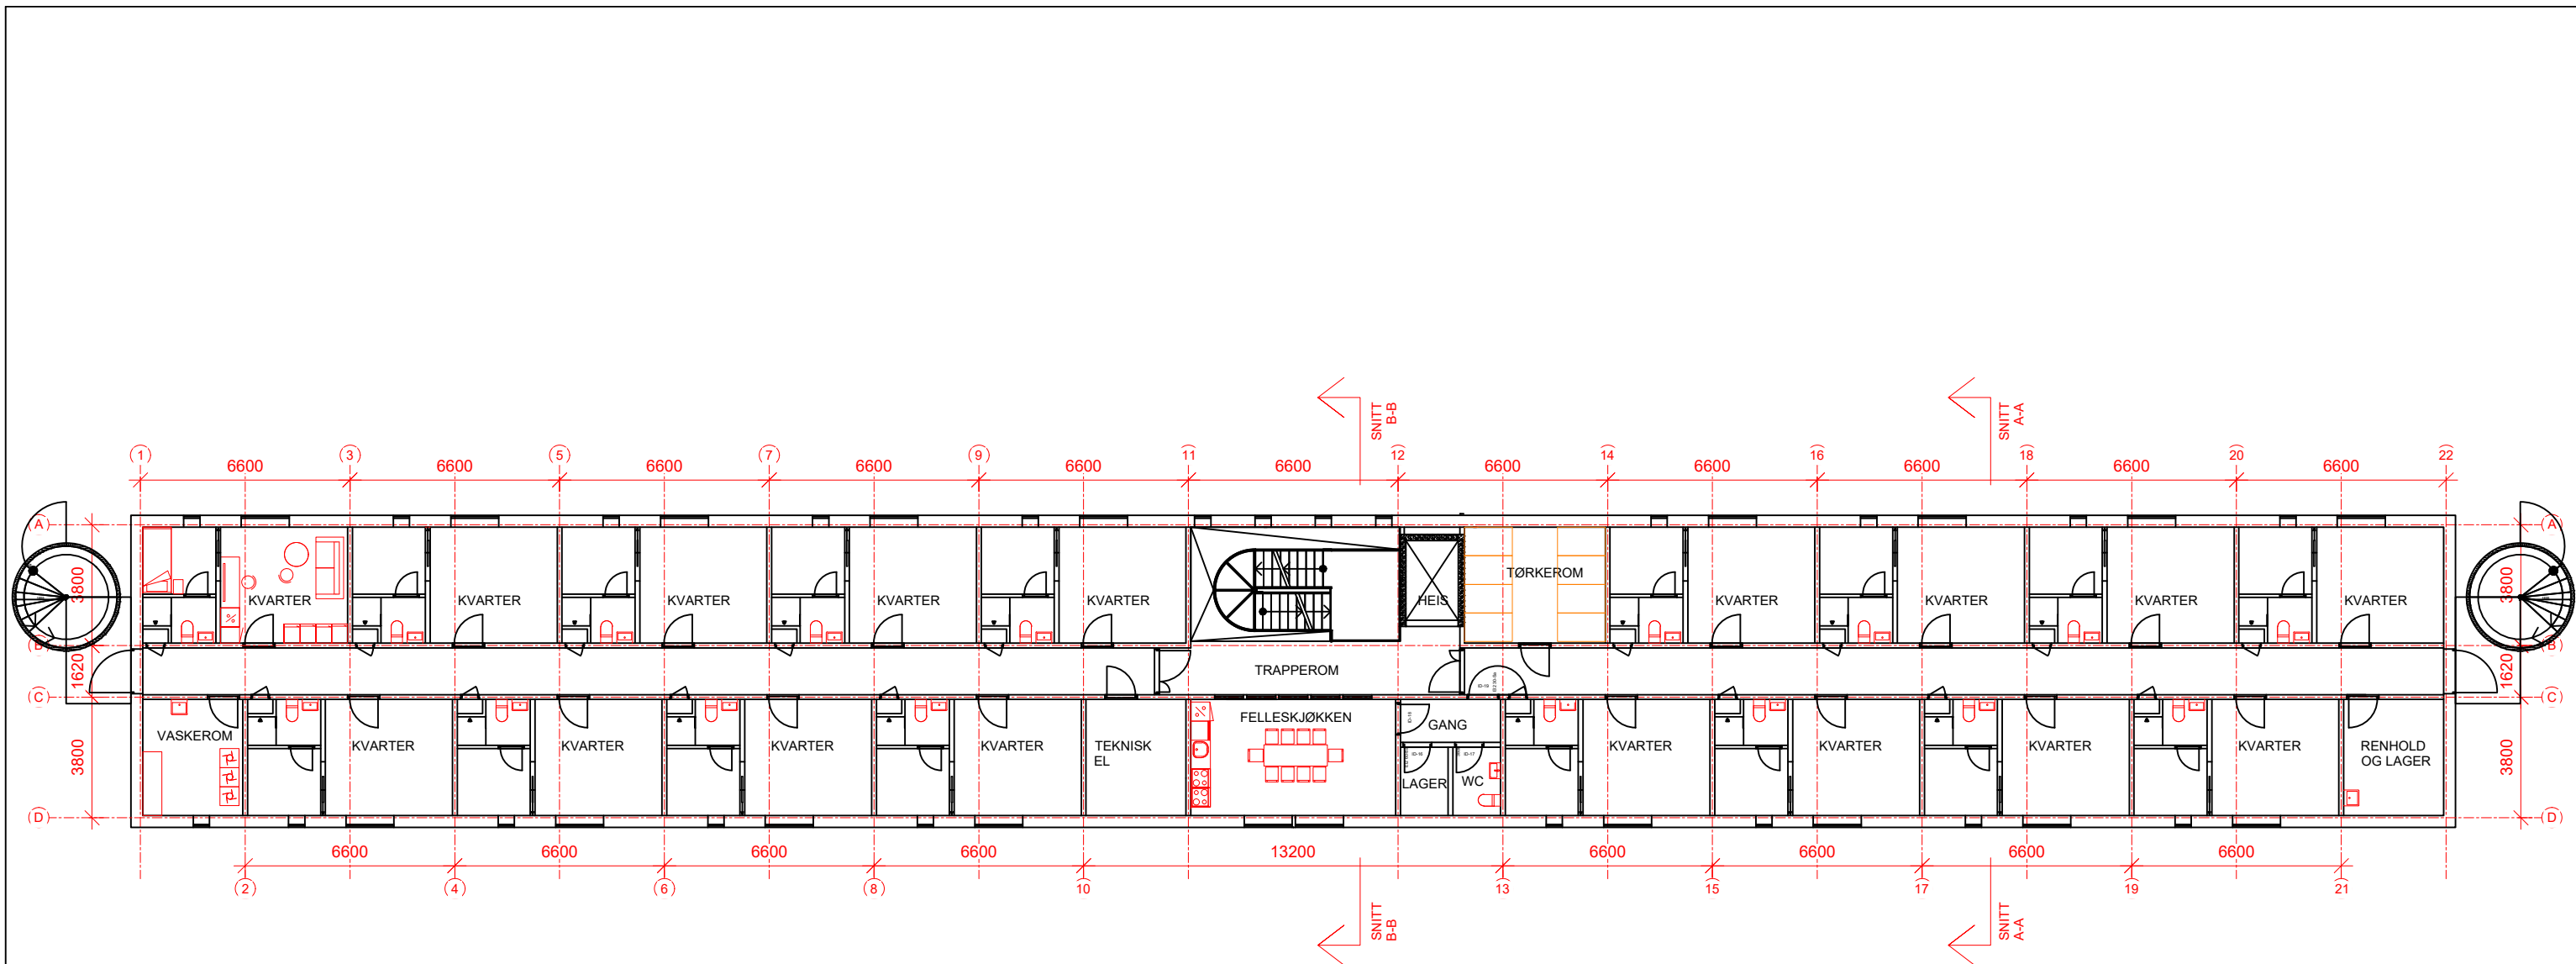 SNITT
B-B
SNITT
A-A
1 3 5 7 9 11 12 14 16 18 20 22
6600 6600 6600 6600 6600 6600 6600 6600 6600 6600 6600
A A
3800 3800
TØRKEROM
KVARTER KVARTER KVARTER KVARTER KVARTER HEIS KVARTER KVARTER KVARTER KVARTER
B B
1620 TRAPPEROM 1620
C C
VASKEROM FELLESKJØKKEN GANG
KVARTER KVARTER KVARTER KVARTER TEKNISK KVARTER KVARTER KVARTER KVARTER RENHOLD
EL OG LAGER
3800 LAGER WC 3800
D D
6600 6600 6600 6600 13200 6600 6600 6600 6600
2 4 6 8 10 13 15 17 19 21
SNITT
B-B
SNITT
A-A